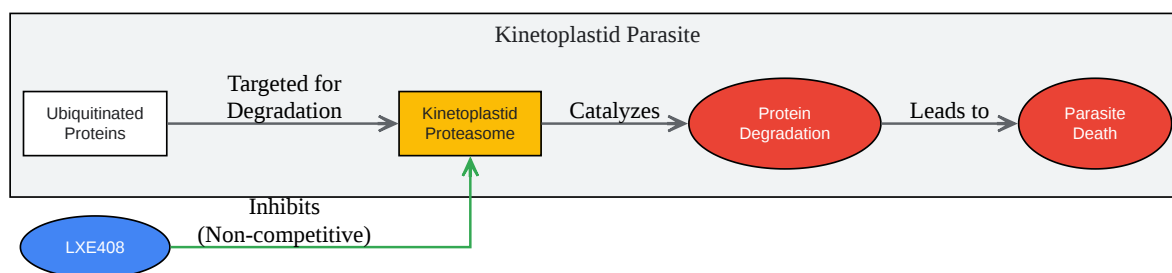 Kinetoplastid Parasite
Ubiquitinated
Proteins
Targeted for
Degradation
Kinetoplastid
Proteasome
Catalyzes
Protein
Degradation
Leads to
Parasite
Death
LXE408
Inhibits
(Non-competitive)